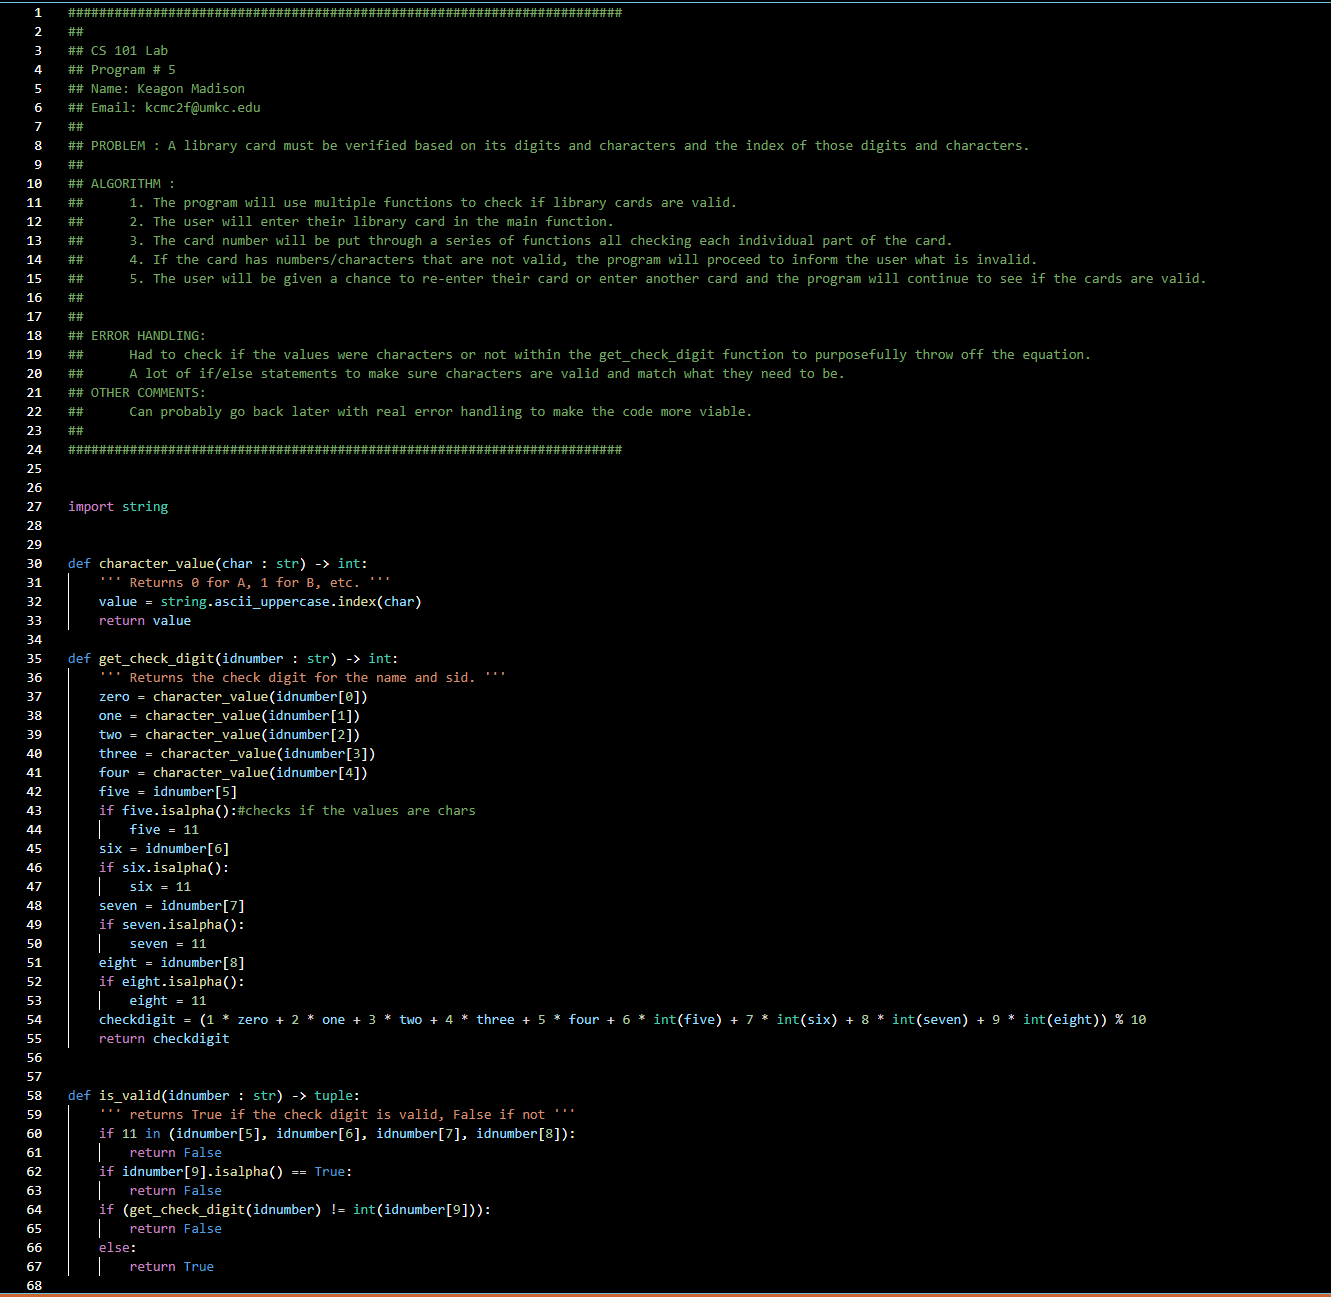 1 ########################################################################
2 ##
3 ## CS 101 Lab
4 ## Program # 5
5 ## Name: Keagon Madison
6 ## Email: kcmc2f@umkc.edu
7 ##
8 ## PROBLEM : A library card must be verified based on its digits and characters and the index of those digits and characters.
9 ##
10 ## ALGORITHM :
11 ##      1. The program will use multiple functions to check if library cards are valid.
12 ##      2. The user will enter their library card in the main function.
13 ##      3. The card number will be put through a series of functions all checking each individual part of the card.
14 ##      4. If the card has numbers/characters that are not valid, the program will proceed to inform the user what is invalid.
15 ##      5. The user will be given a chance to re-enter their card or enter another card and the program will continue to see if the cards are valid.
16 ##
17 ##
18 ## ERROR HANDLING:
19 ##      Had to check if the values were characters or not within the get_check_digit function to purposefully throw off the equation.
20 ##      A lot of if/else statements to make sure characters are valid and match what they need to be.
21 ## OTHER COMMENTS:
22 ##      Can probably go back later with real error handling to make the code more viable.
23 ##
24 ########################################################################
25
26
27 import string
28
29
30 def character_value(char : str) -> int:
31     ''' Returns 0 for A, 1 for B, etc. '''
32     value = string.ascii_uppercase.index(char)
33     return value
34
35 def get_check_digit(idnumber : str) -> int:
36     ''' Returns the check digit for the name and sid. '''
37     zero = character_value(idnumber[0])
38     one = character_value(idnumber[1])
39     two = character_value(idnumber[2])
40     three = character_value(idnumber[3])
41     four = character_value(idnumber[4])
42     five = idnumber[5]
43     if five.isalpha():#checks if the values are chars
44         five = 11
45     six = idnumber[6]
46     if six.isalpha():
47         six = 11
48     seven = idnumber[7]
49     if seven.isalpha():
50         seven = 11
51     eight = idnumber[8]
52     if eight.isalpha():
53         eight = 11
54     checkdigit = (1 * zero + 2 * one + 3 * two + 4 * three + 5 * four + 6 * int(five) + 7 * int(six) + 8 * int(seven) + 9 * int(eight)) % 10
55     return checkdigit
56
57
58 def is_valid(idnumber : str) -> tuple:
59     ''' returns True if the check digit is valid, False if not '''
60     if 11 in (idnumber[5], idnumber[6], idnumber[7], idnumber[8]):
61         return False
62     if idnumber[9].isalpha() == True:
63         return False
64     if (get_check_digit(idnumber) != int(idnumber[9])):
65         return False
66     else:
67         return True
68